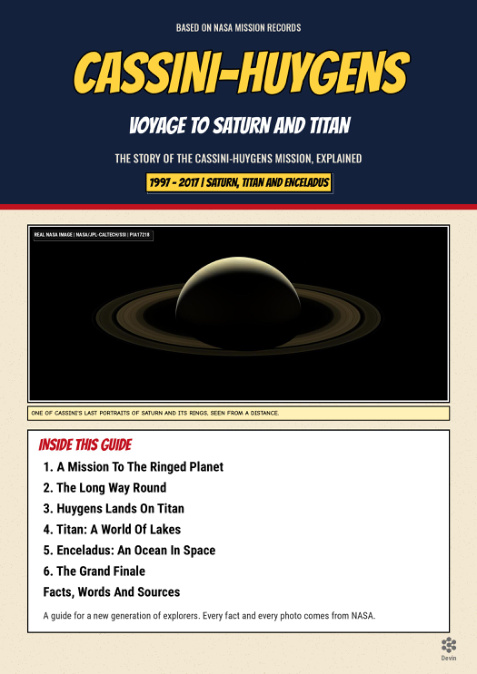 BASED ON NASA MISSION RECORDS
CASSINI-HUYGENS
VOYAGE TO SATURN AND TITAN
THE STORY OF THE CASSINI-HUYGENS MISSION, EXPLAINED
1997 - 2017 | SATURN, TITAN AND ENCELADUS
REAL NASA IMAGE | NASA/JPL-CALTECH/SSI | PIA17218
ONE OF CASSINI'S LAST PORTRAITS OF SATURN AND ITS RINGS, SEEN FROM A DISTANCE.
INSIDE THIS GUIDE
1. A Mission To The Ringed Planet
2. The Long Way Round
3. Huygens Lands On Titan
4. Titan: A World Of Lakes
5. Enceladus: An Ocean In Space
6. The Grand Finale
Facts, Words And Sources
A guide for a new generation of explorers. Every fact and every photo comes from NASA.
Devin